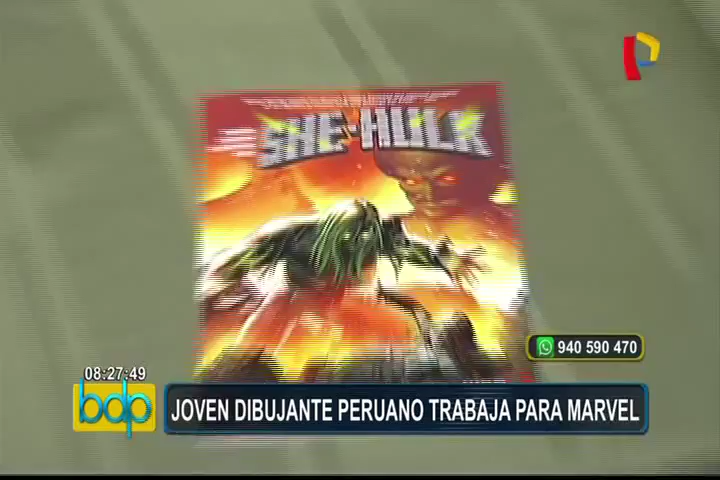 SHE-HULK
940 590 470
08:27:49
bdp
JOVEN DIBUJANTE PERUANO TRABAJA PARA MARVEL